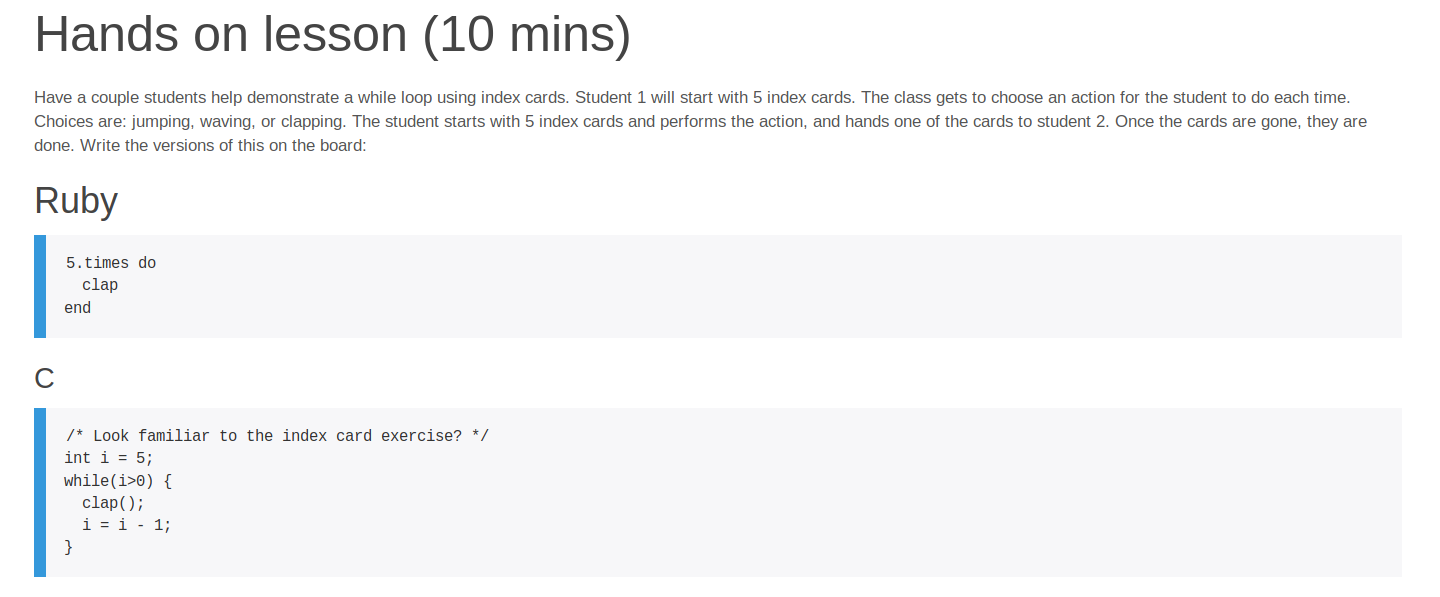 Hands on lesson (10 mins)
Have a couple students help demonstrate a while loop using index cards. Student 1 will start with 5 index cards. The class gets to choose an action for the student to do each time.
Choices are: jumping, waving, or clapping. The student starts with 5 index cards and performs the action, and hands one of the cards to student 2. Once the cards are gone, they are
done. Write the versions of this on the board:
Ruby
5.times do
  clap
end
C
/* Look familiar to the index card exercise? */
int i = 5;
while(i>0) {
  clap();
  i = i - 1;
}